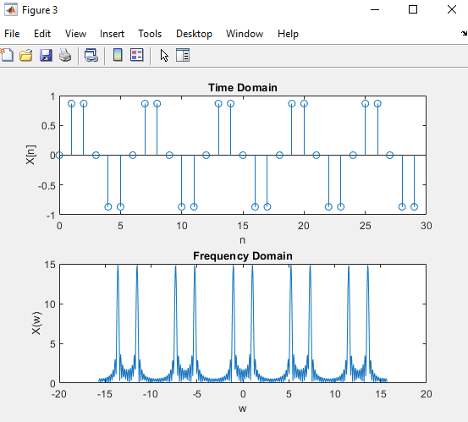 Figure 3
File Edit View Insert Tools Desktop Window Help
Time Domain
1
0.5
0
-0.5
-1
X[n]
0 5 10 15 20 25 30
n
Frequency Domain
15
10
5
0
X(w)
-20 -15 -10 -5 0 5 10 15 20
w